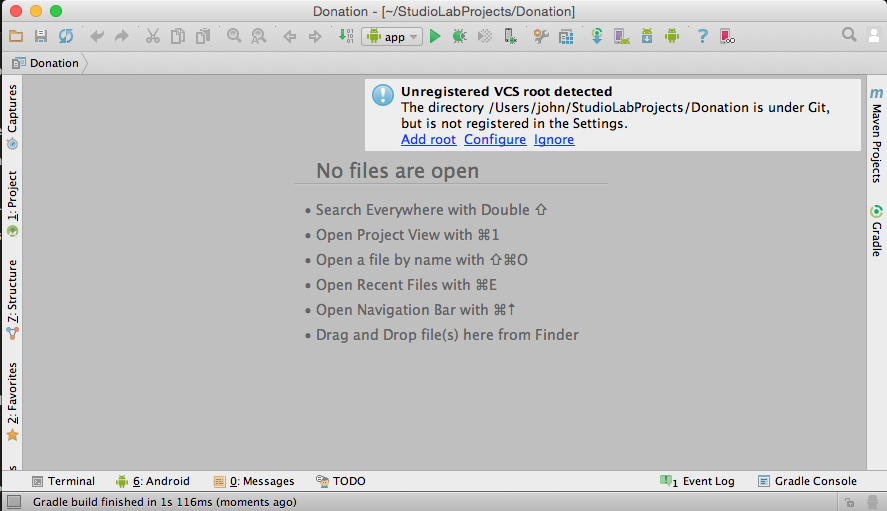 Donation - [~/StudioLabProjects/Donation]
app
?
Donation
Unregistered VCS root detected
The directory /Users/john/StudioLabProjects/Donation is under Git,
but is not registered in the Settings.
Add root Configure Ignore
Captures
1: Project
7: Structure
2: Favorites
m Maven Projects
Gradle
No files are open
• Search Everywhere with Double ⇧
• Open Project View with ⌘1
• Open a file by name with ⇧⌘O
• Open Recent Files with ⌘E
• Open Navigation Bar with ⌘↑
• Drag and Drop file(s) here from Finder
Terminal 6: Android 0: Messages TODO 1 Event Log Gradle Console
Gradle build finished in 1s 116ms (moments ago)